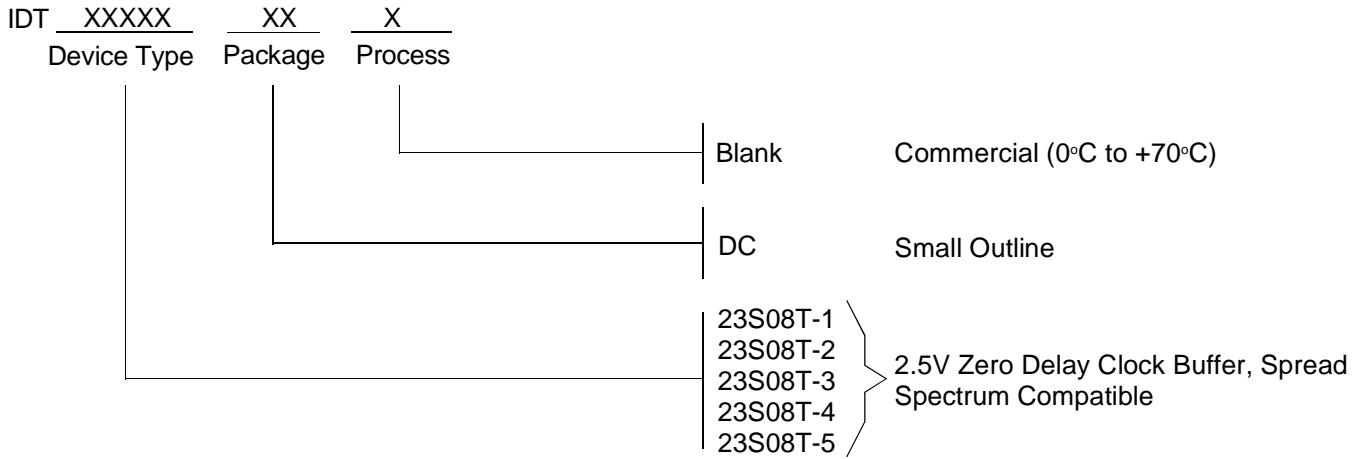 IDT XXXXX XX X
Device Type Package Process
Blank Commercial (0°C to +70°C)
DC Small Outline
23S08T-1
23S08T-2
23S08T-3
23S08T-4
23S08T-5
2.5V Zero Delay Clock Buffer, Spread
Spectrum Compatible